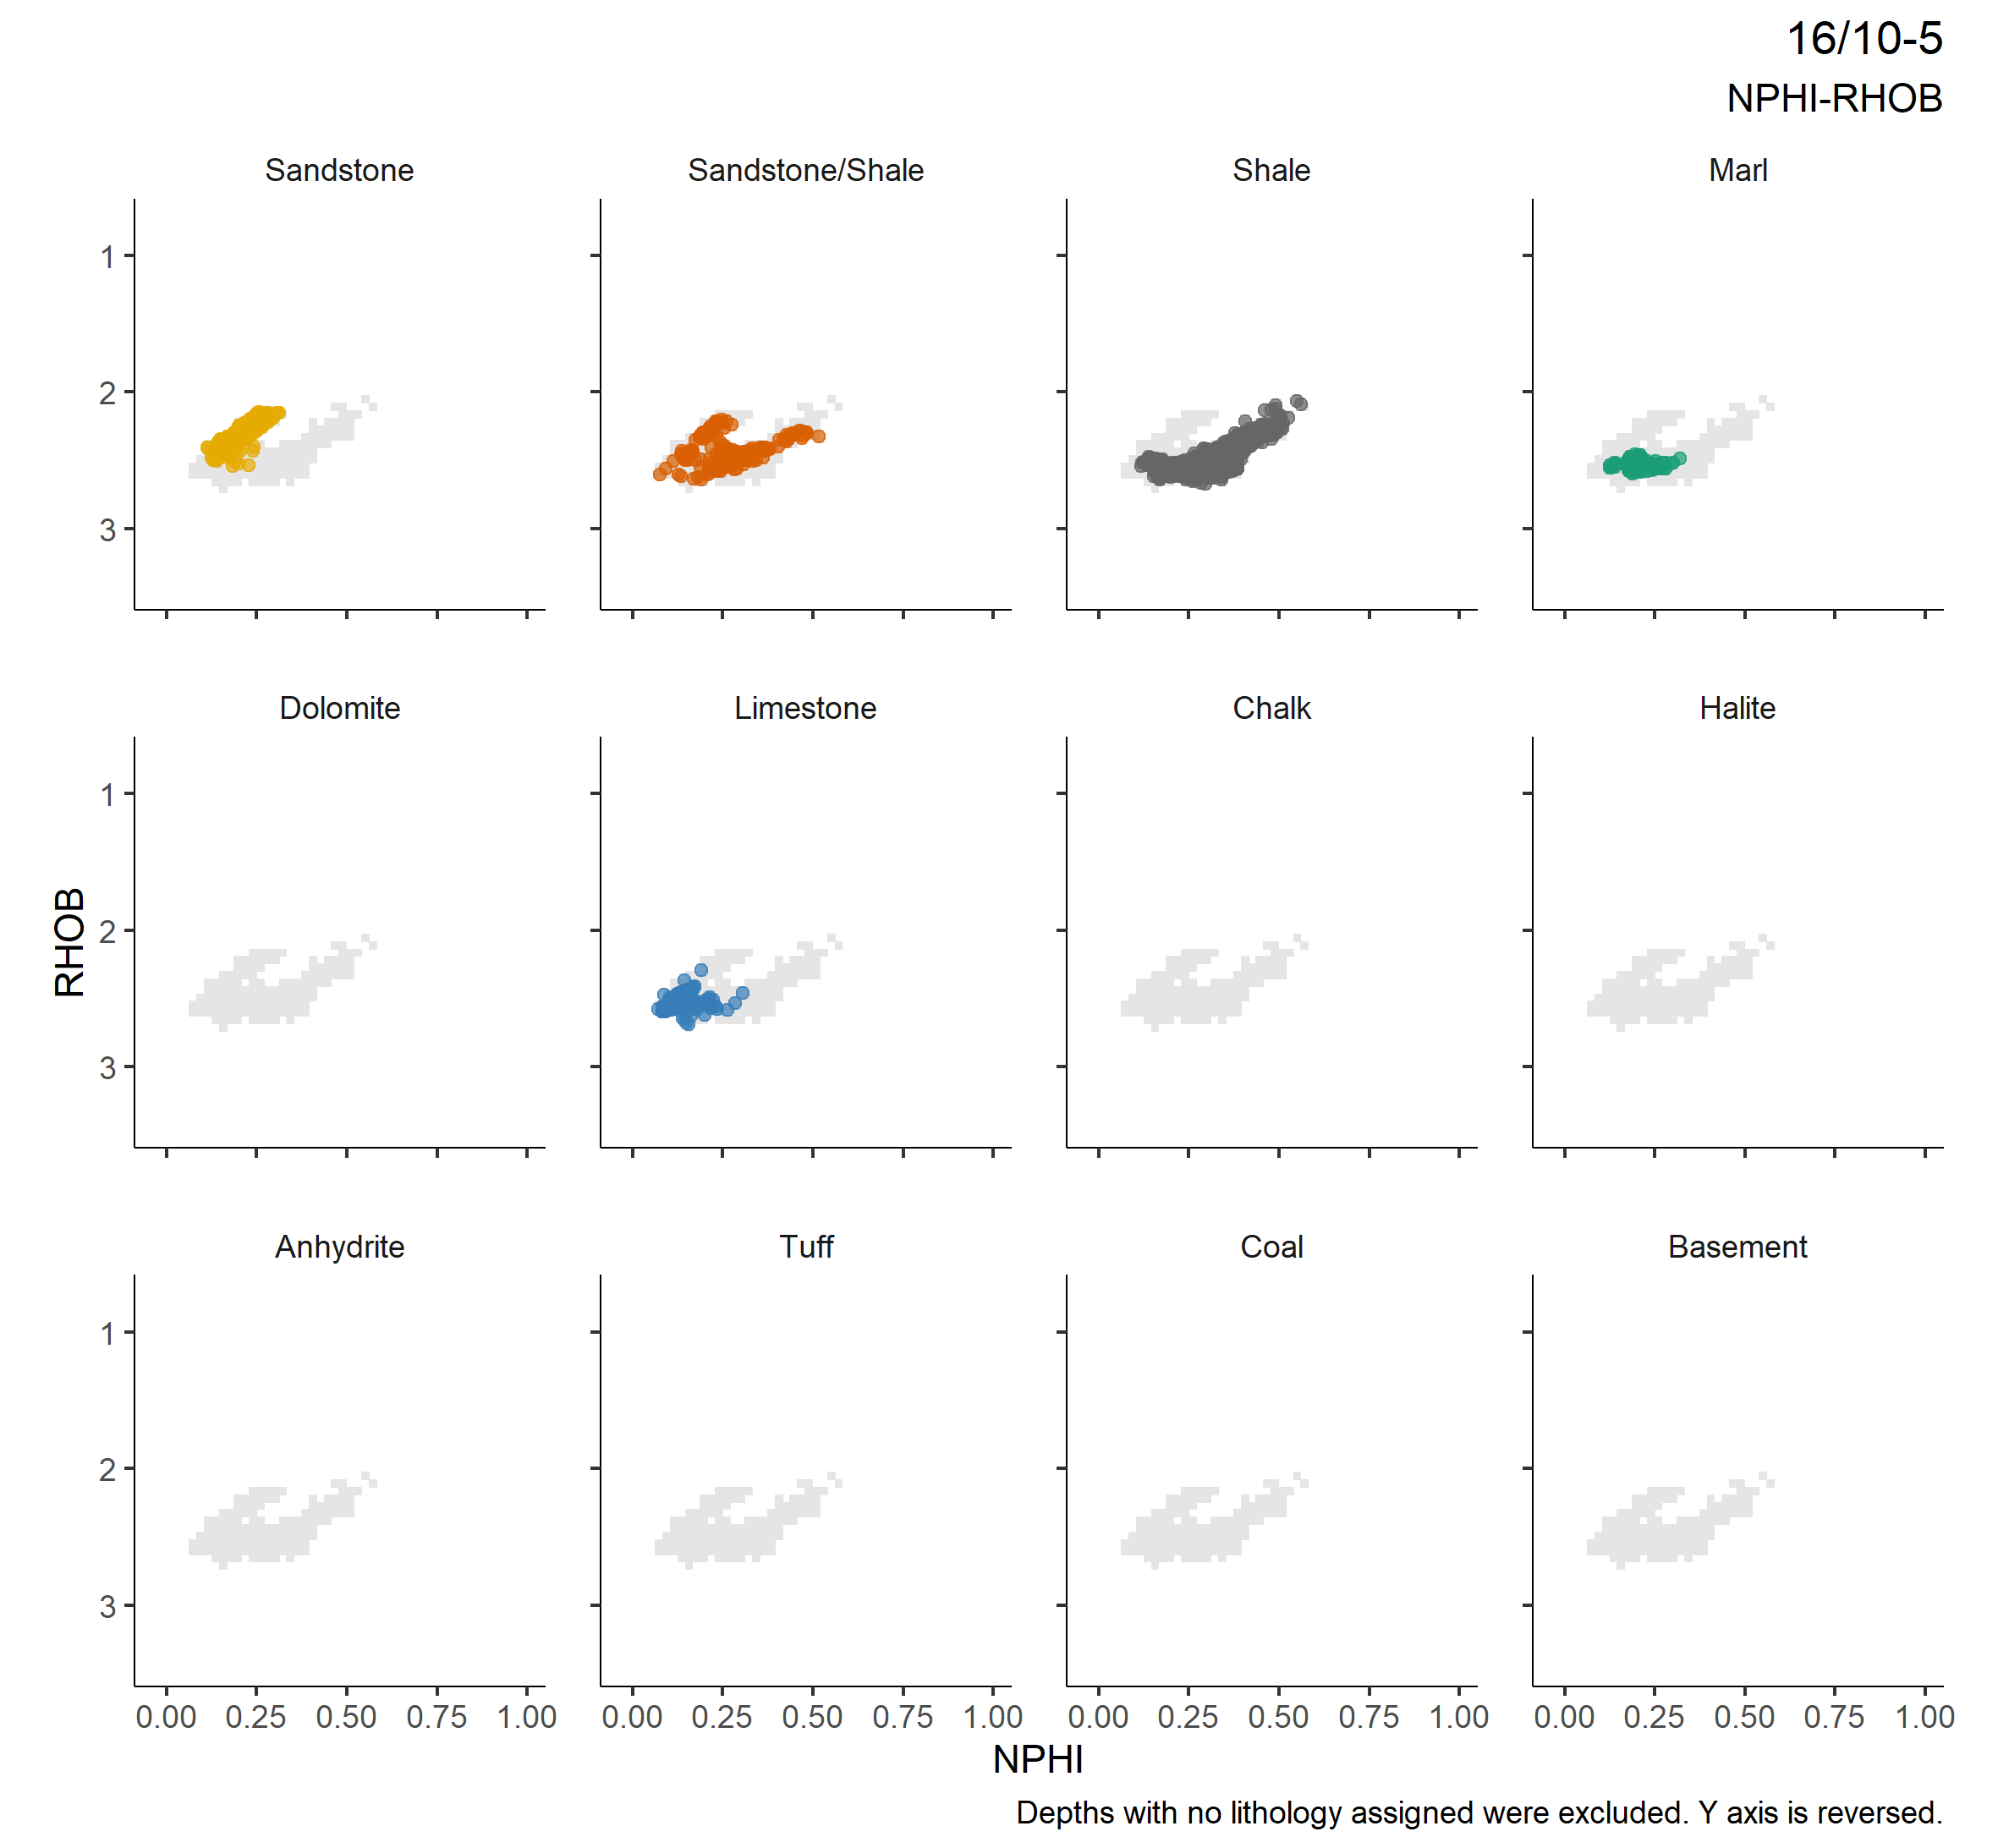 16/10-5
NPHI-RHOB
Sandstone
Sandstone/Shale
Shale
Marl
1
2
3
Dolomite
Limestone
Chalk
Halite
RHOB
1
2
3
Anhydrite
Tuff
Coal
Basement
1
2
3
0.00 0.25 0.50 0.75 1.00
0.00 0.25 0.50 0.75 1.00
0.00 0.25 0.50 0.75 1.00
0.00 0.25 0.50 0.75 1.00
NPHI
Depths with no lithology assigned were excluded. Y axis is reversed.